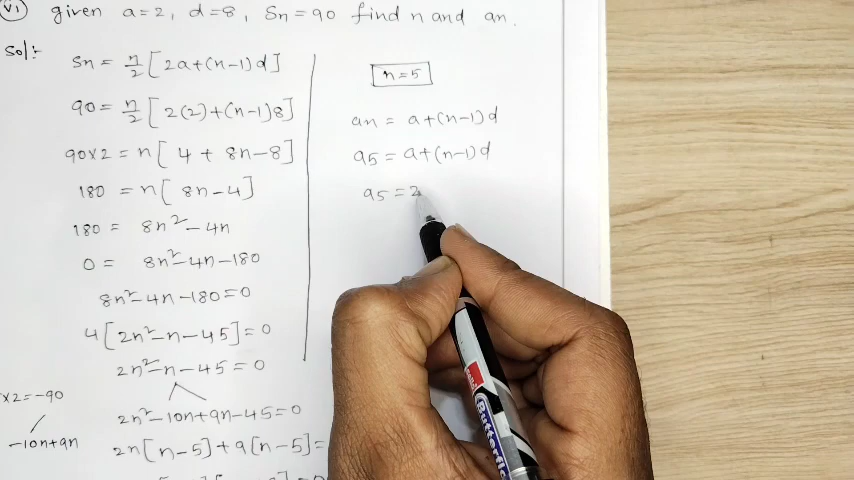 VI) given a=2, d=8, Sn=90 find n and an.
Sol:-
Sn = n/2 [2a+(n-1)d]
90 = n/2 [2(2)+(n-1)8]
90×2 = n[4 + 8n-8]
180 = n[8n-4]
180 = 8n²-4n
0 = 8n²-4n-180
8n²-4n-180=0
4[2n²-n-45]=0
2n²-n-45=0
×2=-90
-10n+9n
2n²-10n+9n-45=0
2n[n-5]+9[n-5]=
n=5
an = a+(n-1)d
a5 = a+(n-1)d
a5 = 2
Butterfl